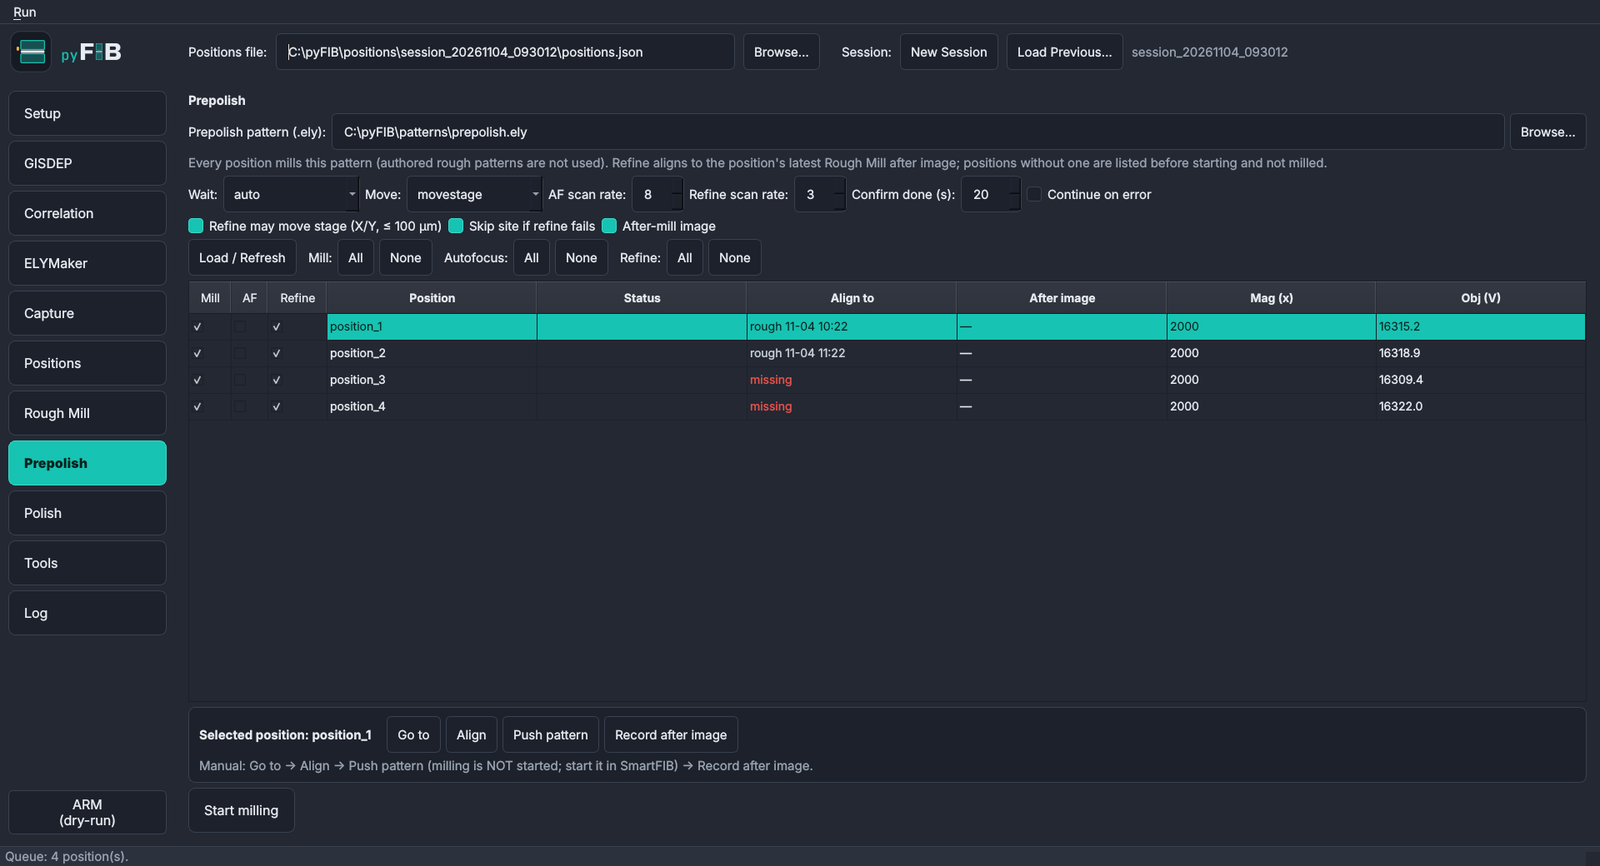 Run
pyFIB
Positions file: C:\pyFIB\positions\session_20261104_093012\positions.json Browse... Session: New Session Load Previous... session_20261104_093012
Setup
GISDEP
Correlation
ELYMaker
Capture
Positions
Rough Mill
Prepolish
Polish
Tools
Log
ARM
(dry-run)
Prepolish
Prepolish pattern (.ely): C:\pyFIB\patterns\prepolish.ely Browse...
Every position mills this pattern (authored rough patterns are not used). Refine aligns to the position's latest Rough Mill after image; positions without one are listed before starting and not milled.
Wait: auto Move: movestage AF scan rate: 8 Refine scan rate: 3 Confirm done (s): 20 Continue on error
Refine may move stage (X/Y, ≤ 100 µm) Skip site if refine fails After-mill image
Load / Refresh Mill: All None Autofocus: All None Refine: All None
Mill AF Refine Position Status Align to After image Mag (x) Obj (V)
✓ ✓ position_1 rough 11-04 10:22 — 2000 16315.2
✓ ✓ position_2 rough 11-04 11:22 — 2000 16318.9
✓ ✓ position_3 missing — 2000 16309.4
✓ ✓ position_4 missing — 2000 16322.0
Selected position: position_1 Go to Align Push pattern Record after image
Manual: Go to → Align → Push pattern (milling is NOT started; start it in SmartFIB) → Record after image.
Start milling
Queue: 4 position(s).